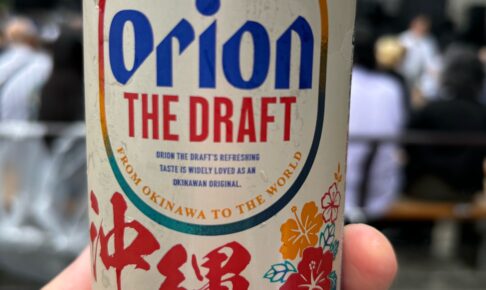 Orion
THE DRAFT
ORION THE DRAFT'S REFRESHING
TASTE IS WIDELY LOVED AS AN
OKINAWAN ORIGINAL.
FROM OKINAWA TO THE WORLD
沖縄